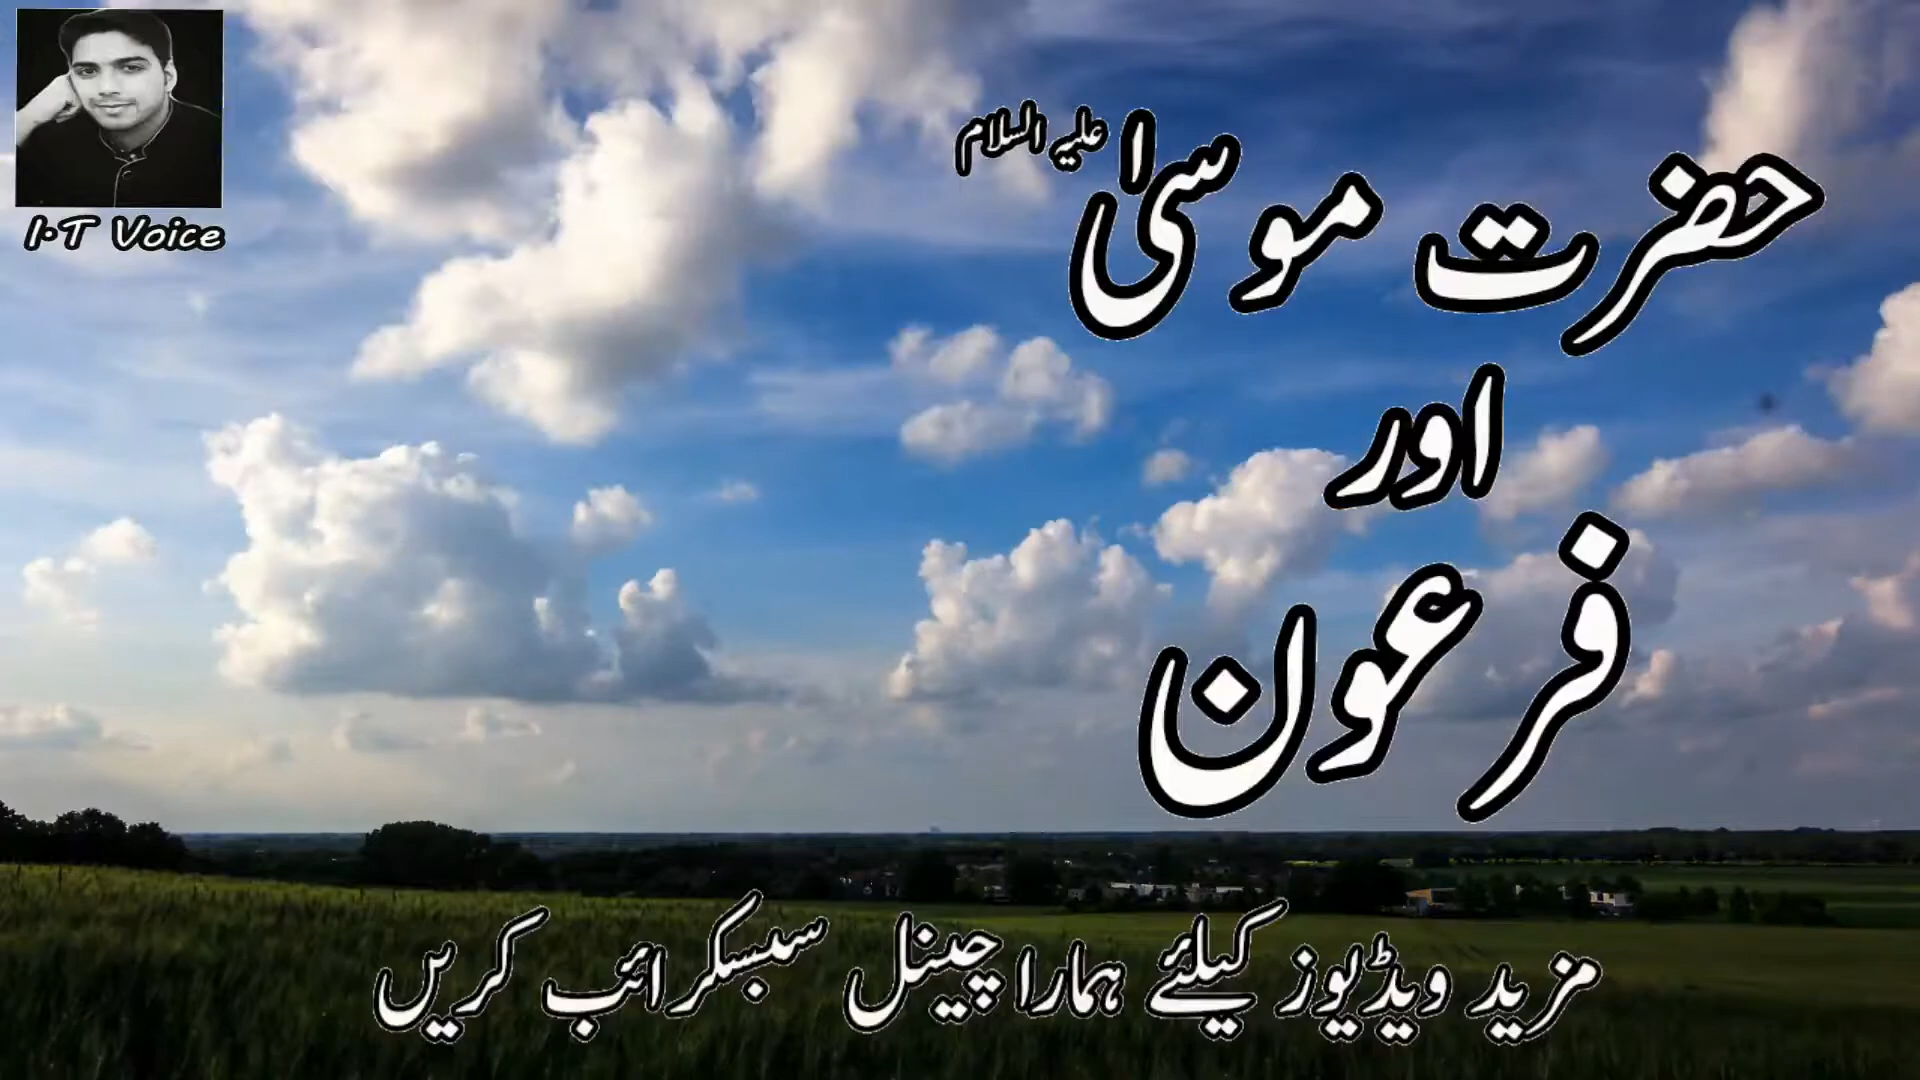 I.T Voice
حضرت موسیٰ علیہ السلام
اور
فرعون
مزید ویڈیوز کیلئے ہمارا چینل سبسکرائب کریں